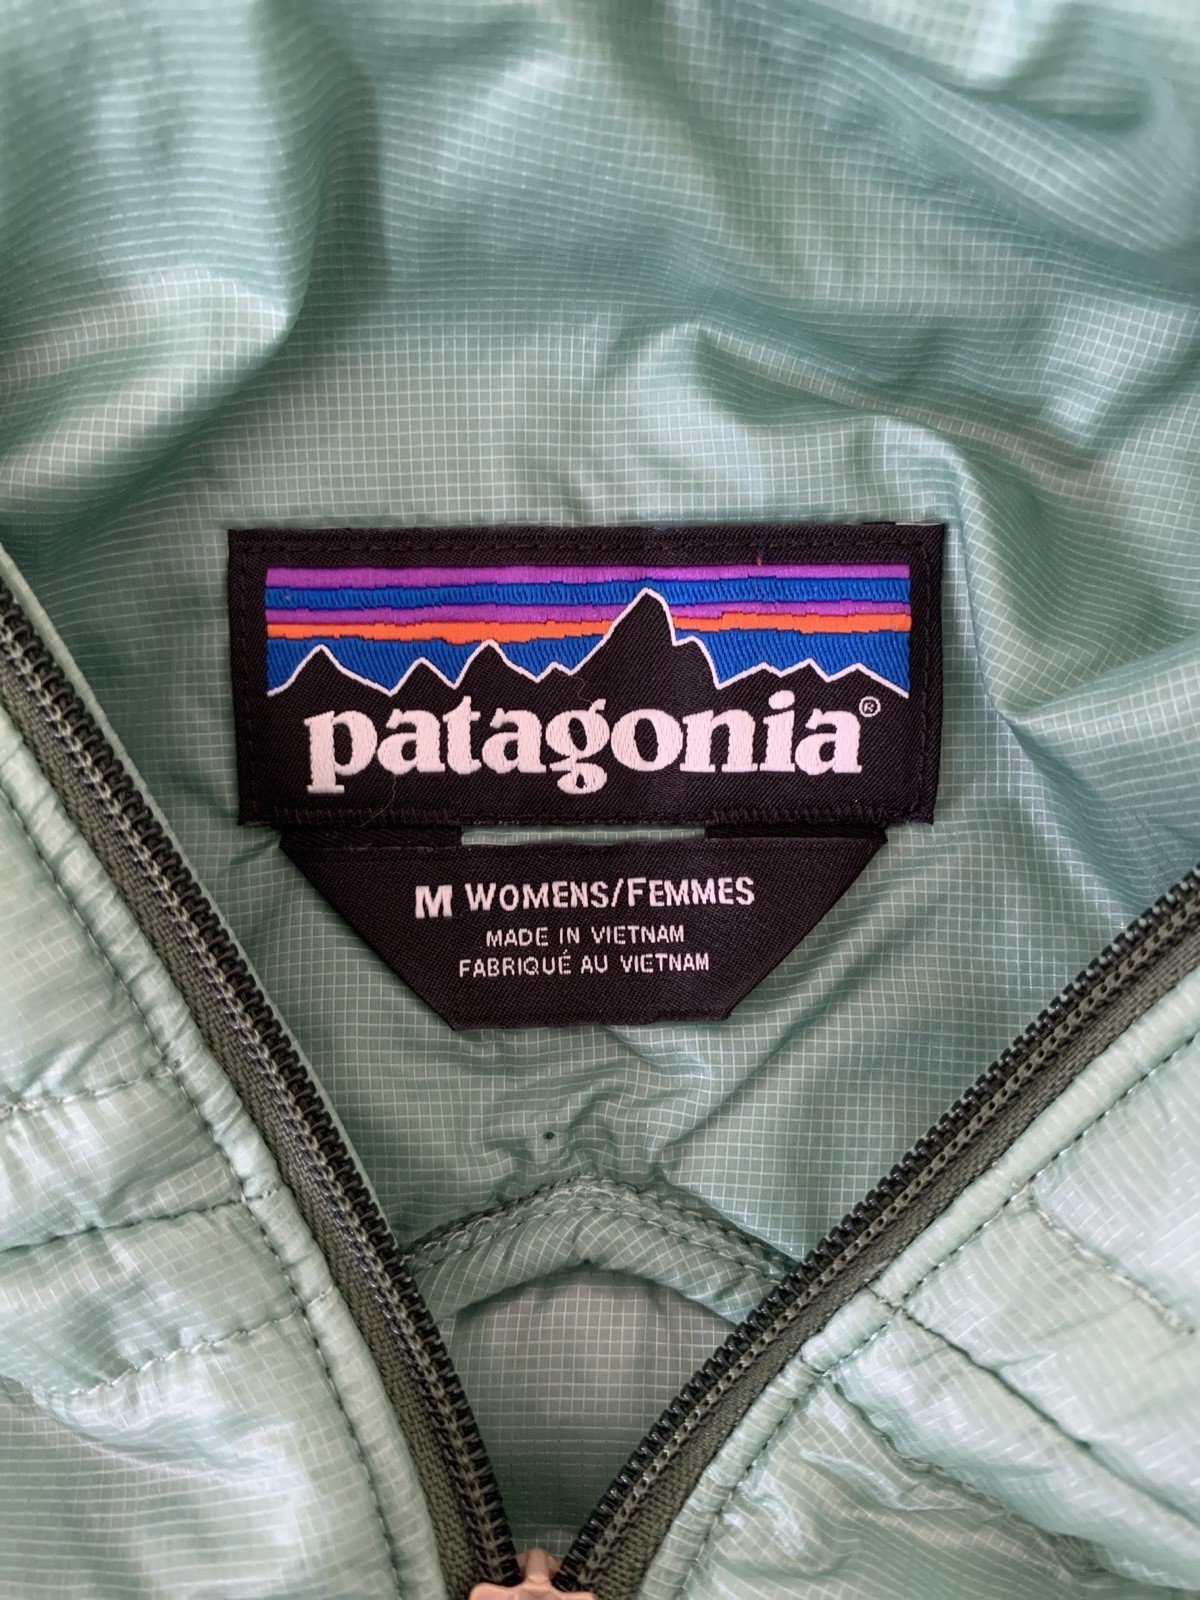 patagonia®
M WOMENS/FEMMES
MADE IN VIETNAM
FABRIQUÉ AU VIETNAM